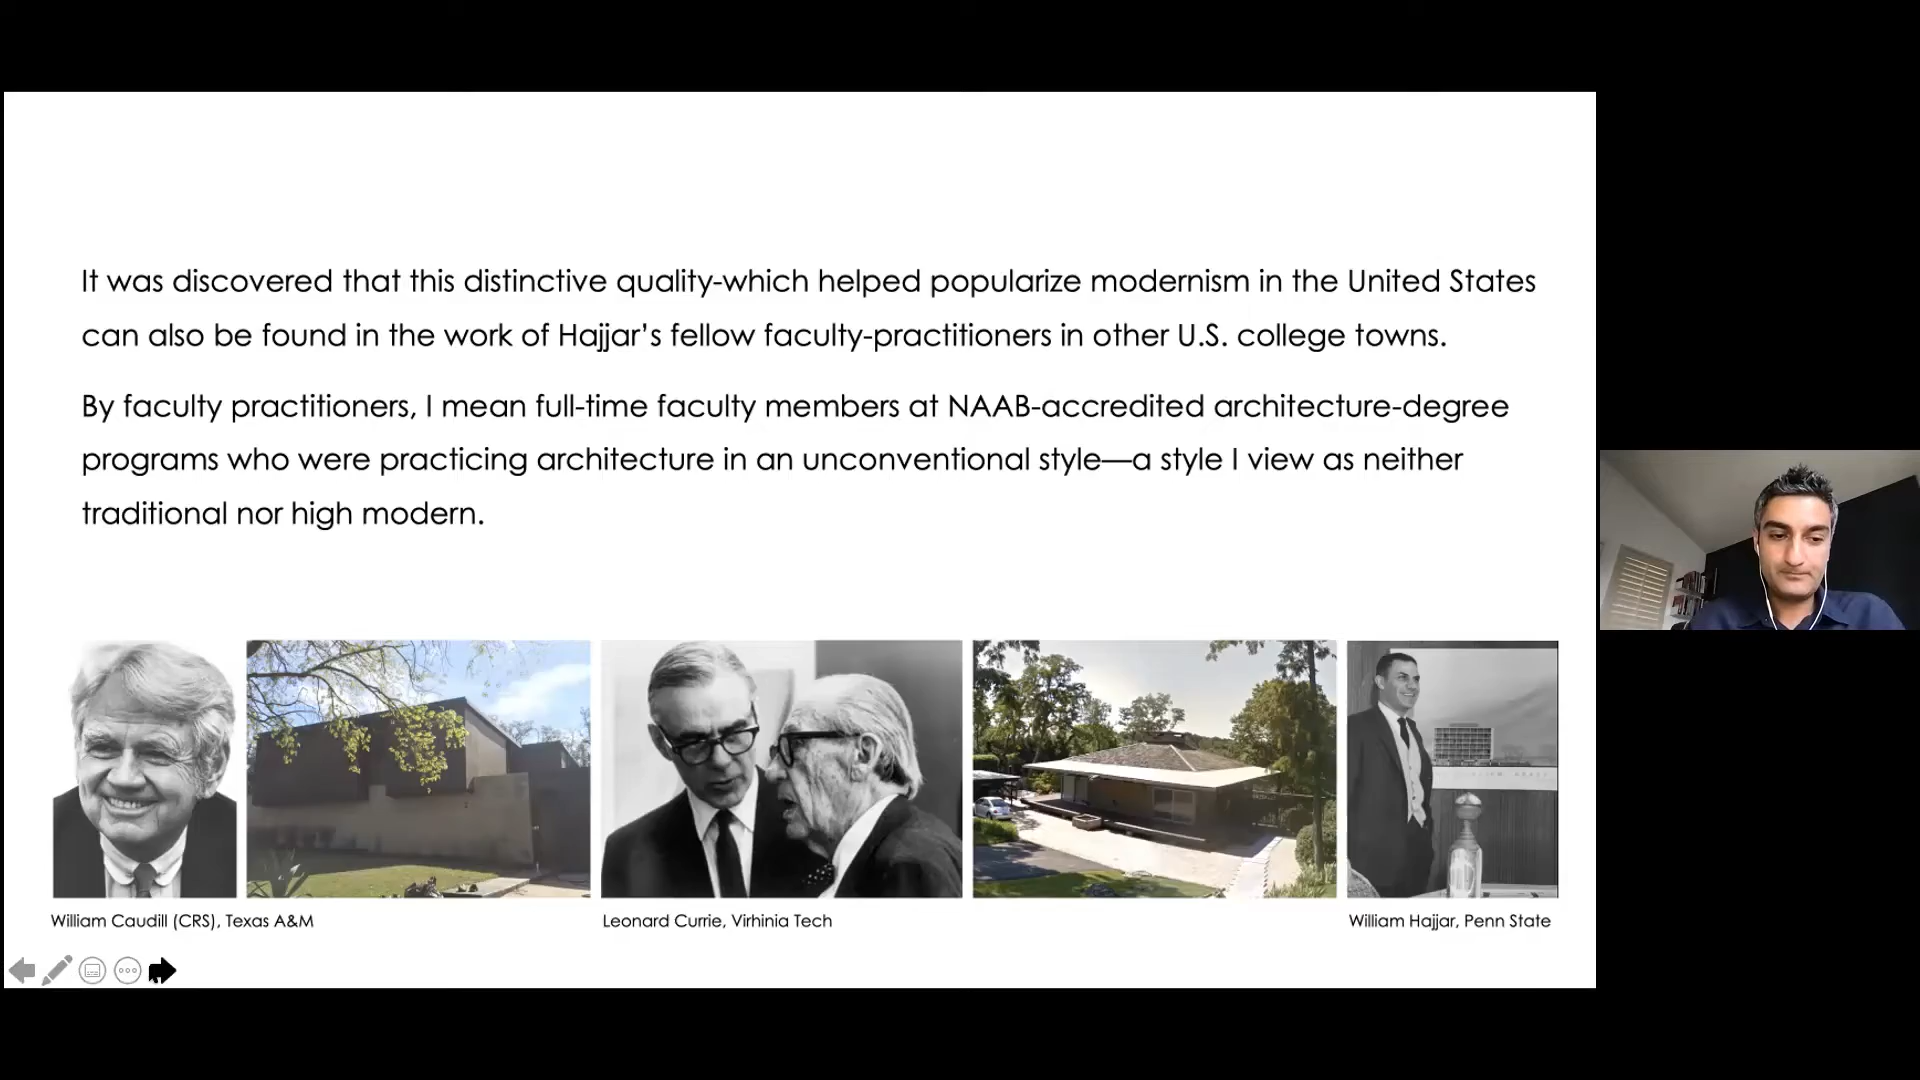 It was discovered that this distinctive quality-which helped popularize modernism in the United States
can also be found in the work of Hajjar’s fellow faculty-practitioners in other U.S. college towns.
By faculty practitioners, I mean full-time faculty members at NAAB-accredited architecture-degree
programs who were practicing architecture in an unconventional style—a style I view as neither
traditional nor high modern.
William Caudill (CRS), Texas A&M
Leonard Currie, Virhinia Tech
William Hajjar, Penn State